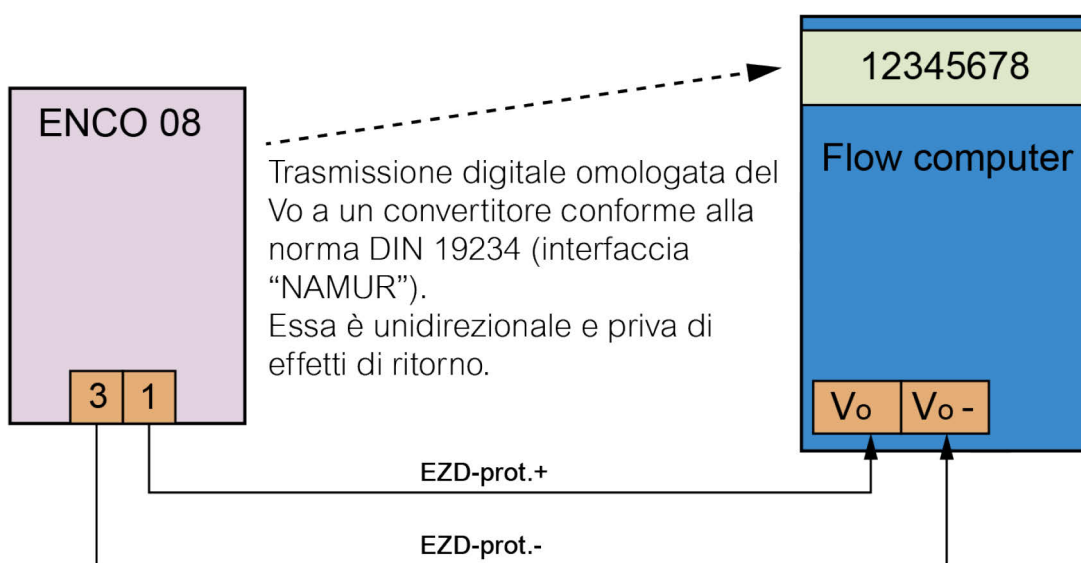 12345678
ENCO 08
Flow computer
Trasmissione digitale omologata del
Vo a un convertitore conforme alla
norma DIN 19234 (interfaccia
“NAMUR”).
Essa è unidirezionale e priva di
effetti di ritorno.
3 1
Vo Vo -
EZD-prot.+
EZD-prot.-